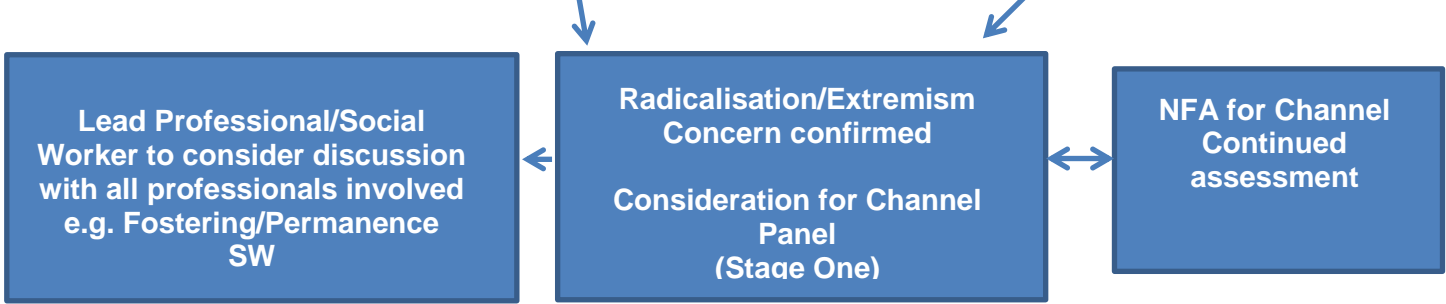 Lead Professional/Social
Worker to consider discussion
with all professionals involved
e.g. Fostering/Permanence
SW
Radicalisation/Extremism
Concern confirmed
Consideration for Channel
Panel
(Stage One)
NFA for Channel
Continued
assessment